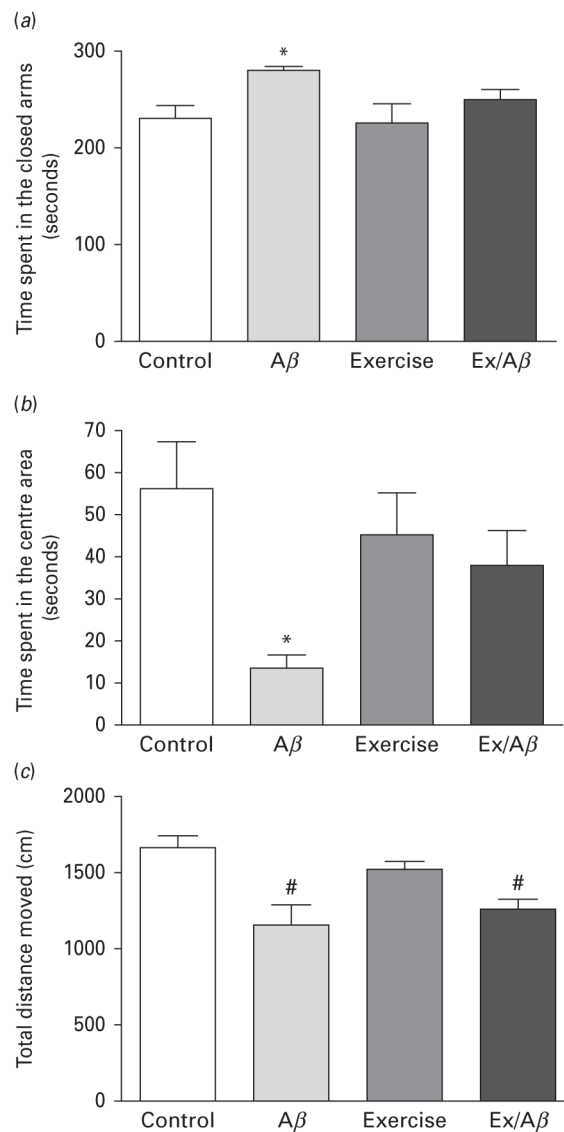 (a)
Time spent in the closed arms
(seconds)
300
200
100
0
*
Control Aβ Exercise Ex/Aβ
(b)
Time spent in the centre area
(seconds)
70
60
50
40
30
20
10
0
*
Control Aβ Exercise Ex/Aβ
(c)
Total distance moved (cm)
2000
1500
1000
500
0
#
#
Control Aβ Exercise Ex/Aβ